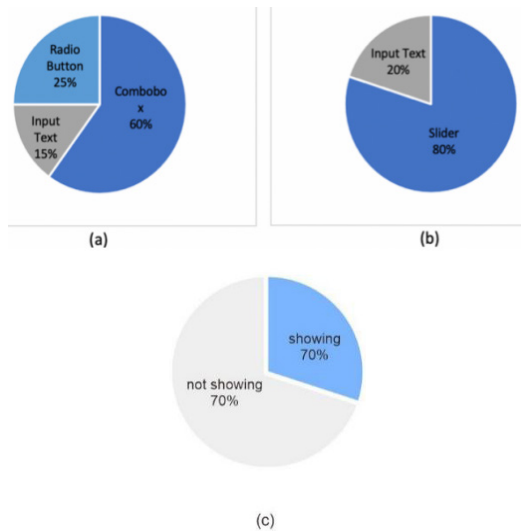 Radio
Button
25%
Combobo
x
60%
Input
Text
15%
(a)
Input Text
20%
Slider
80%
(b)
showing
70%
not showing
70%
(c)